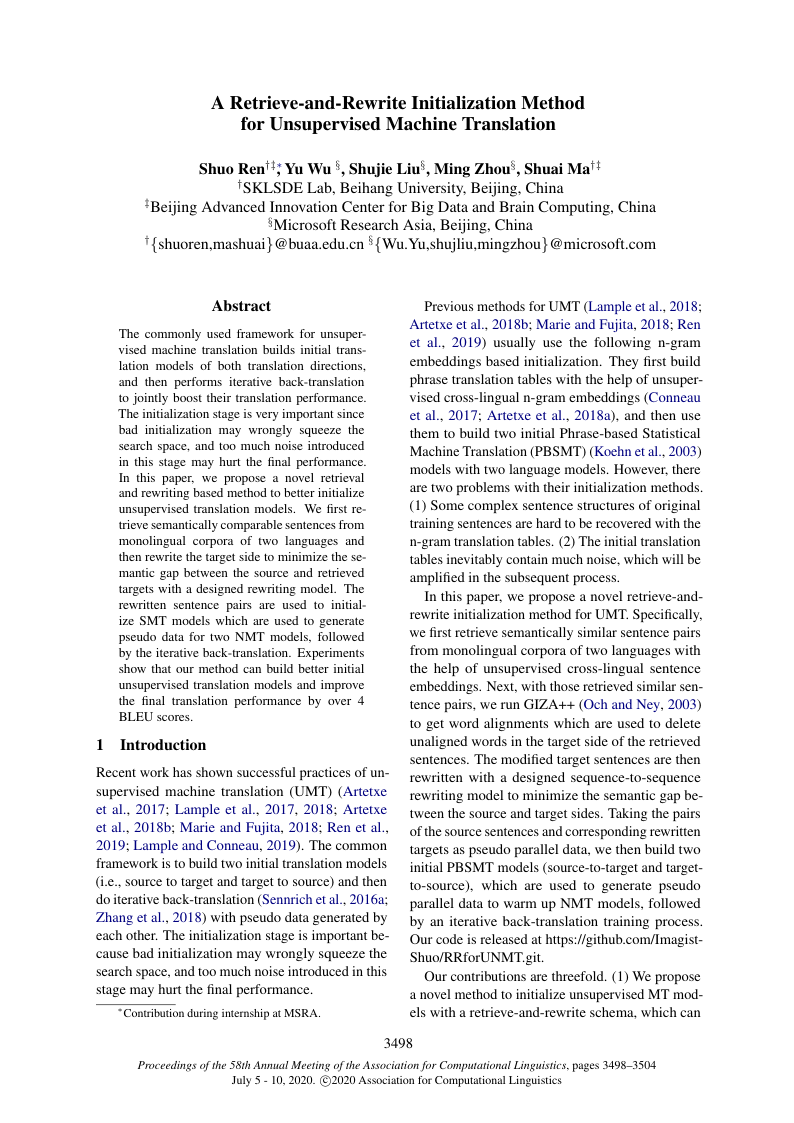 A Retrieve-and-Rewrite Initialization Method
for Unsupervised Machine Translation
Shuo Ren†‡∗, Yu Wu §, Shujie Liu§, Ming Zhou§, Shuai Ma†‡
†SKLSDE Lab, Beihang University, Beijing, China
‡Beijing Advanced Innovation Center for Big Data and Brain Computing, China
§Microsoft Research Asia, Beijing, China
†{shuoren,mashuai}@buaa.edu.cn §{Wu.Yu,shujliu,mingzhou}@microsoft.com
Abstract
The commonly used framework for unsuper-
vised machine translation builds initial trans-
lation models of both translation directions,
and then performs iterative back-translation
to jointly boost their translation performance.
The initialization stage is very important since
bad initialization may wrongly squeeze the
search space, and too much noise introduced
in this stage may hurt the final performance.
In this paper, we propose a novel retrieval
and rewriting based method to better initialize
unsupervised translation models. We first re-
trieve semantically comparable sentences from
monolingual corpora of two languages and
then rewrite the target side to minimize the se-
mantic gap between the source and retrieved
targets with a designed rewriting model. The
rewritten sentence pairs are used to initial-
ize SMT models which are used to generate
pseudo data for two NMT models, followed
by the iterative back-translation. Experiments
show that our method can build better initial
unsupervised translation models and improve
the final translation performance by over 4
BLEU scores.
1 Introduction
Recent work has shown successful practices of un-
supervised machine translation (UMT) (Artetxe
et al., 2017; Lample et al., 2017, 2018; Artetxe
et al., 2018b; Marie and Fujita, 2018; Ren et al.,
2019; Lample and Conneau, 2019). The common
framework is to build two initial translation models
(i.e., source to target and target to source) and then
do iterative back-translation (Sennrich et al., 2016a;
Zhang et al., 2018) with pseudo data generated by
each other. The initialization stage is important be-
cause bad initialization may wrongly squeeze the
search space, and too much noise introduced in this
stage may hurt the final performance.
∗Contribution during internship at MSRA.
Previous methods for UMT (Lample et al., 2018;
Artetxe et al., 2018b; Marie and Fujita, 2018; Ren
et al., 2019) usually use the following n-gram
embeddings based initialization. They first build
phrase translation tables with the help of unsuper-
vised cross-lingual n-gram embeddings (Conneau
et al., 2017; Artetxe et al., 2018a), and then use
them to build two initial Phrase-based Statistical
Machine Translation (PBSMT) (Koehn et al., 2003)
models with two language models. However, there
are two problems with their initialization methods.
(1) Some complex sentence structures of original
training sentences are hard to be recovered with the
n-gram translation tables. (2) The initial translation
tables inevitably contain much noise, which will be
amplified in the subsequent process.
In this paper, we propose a novel retrieve-and-
rewrite initialization method for UMT. Specifically,
we first retrieve semantically similar sentence pairs
from monolingual corpora of two languages with
the help of unsupervised cross-lingual sentence
embeddings. Next, with those retrieved similar sen-
tence pairs, we run GIZA++ (Och and Ney, 2003)
to get word alignments which are used to delete
unaligned words in the target side of the retrieved
sentences. The modified target sentences are then
rewritten with a designed sequence-to-sequence
rewriting model to minimize the semantic gap be-
tween the source and target sides. Taking the pairs
of the source sentences and corresponding rewritten
targets as pseudo parallel data, we then build two
initial PBSMT models (source-to-target and target-
to-source), which are used to generate pseudo
parallel data to warm up NMT models, followed
by an iterative back-translation training process.
Our code is released at https://github.com/Imagist-
Shuo/RRforUNMT.git.
Our contributions are threefold. (1) We propose
a novel method to initialize unsupervised MT mod-
els with a retrieve-and-rewrite schema, which can
3498
Proceedings of the 58th Annual Meeting of the Association for Computational Linguistics, pages 3498–3504
July 5 - 10, 2020. ©2020 Association for Computational Linguistics